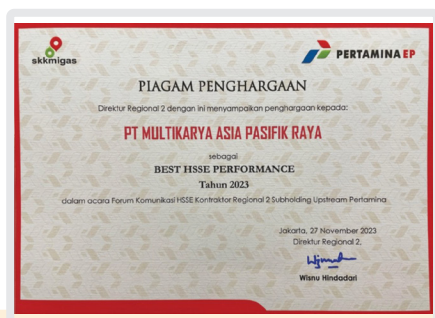 skkmigas
PERTAMINA EP
PIAGAM PENGHARGAAN
Direktur Regional 2 dengan ini menyampaikan penghargaan kepada:
PT MULTIKARYA ASIA PASIFIK RAYA
sebagai
BEST HSSE PERFORMANCE
Tahun 2023
dalam acara Forum Komunikasi HSSE Kontraktor Regional 2 Subholding Upstream Pertamina
Jakarta, 27 November 2023
Direktur Regional 2,
Wisnu Hindadari